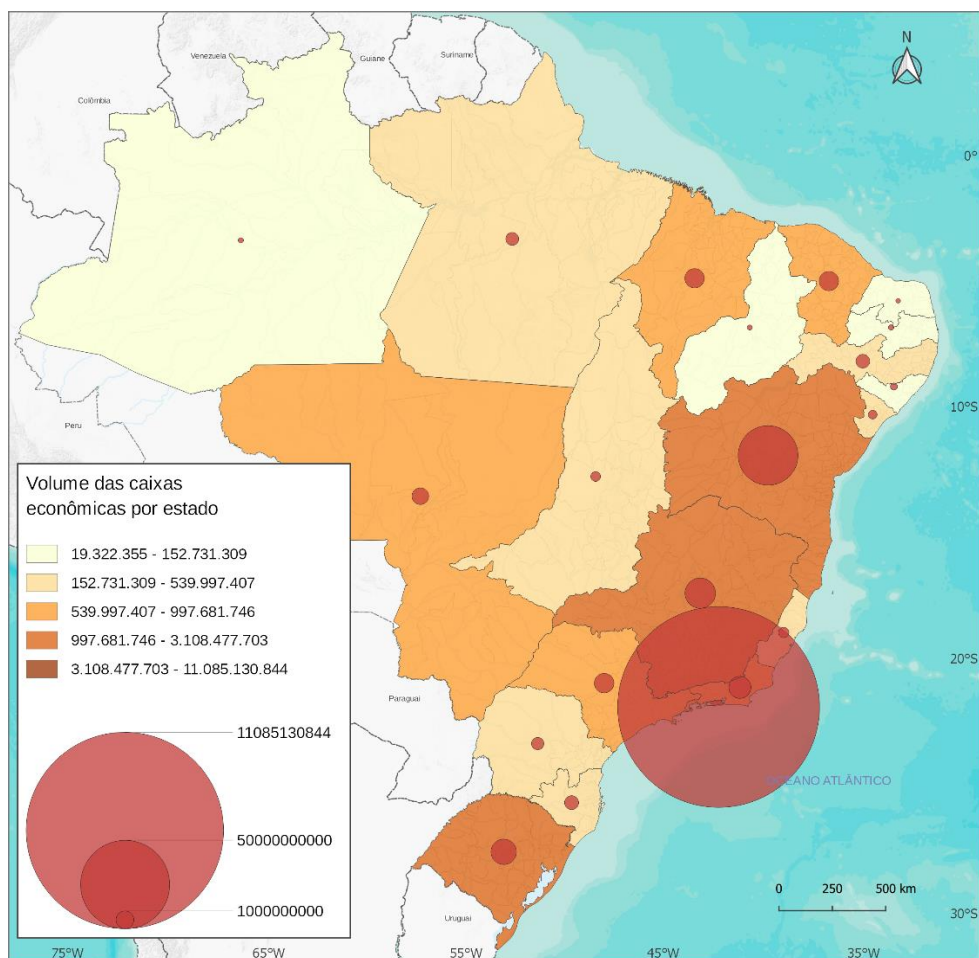 Venezuela
Guiane
Suriname
Colômbia
N
0°
Peru
10°S
Volume das caixas
econômicas por estado
19.322.355 - 152.731.309
152.731.309 - 539.997.407
539.997.407 - 997.681.746
997.681.746 - 3.108.477.703
3.108.477.703 - 11.085.130.844
20°S
Paraguai
11085130844
OCEANO ATLÂNTICO
50000000000
1000000000
0 250 500 km
Uruguai
30°S
75°W 65°W 55°W 45°W 35°W